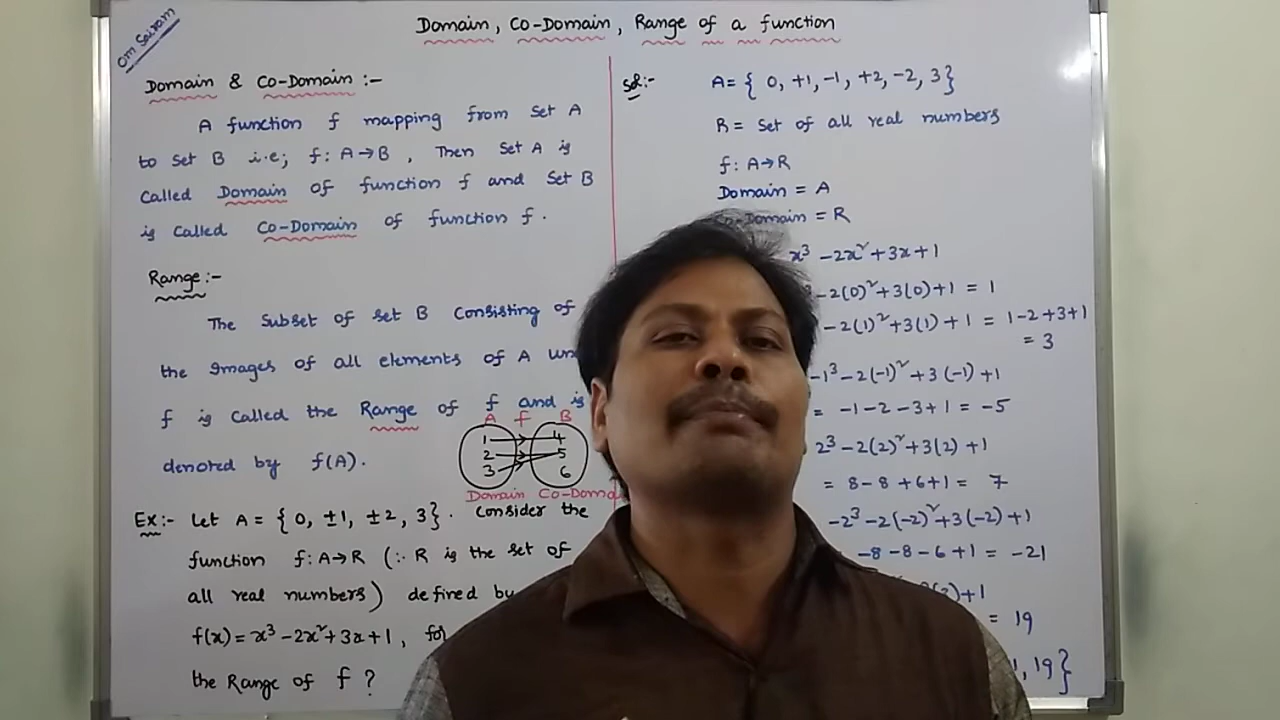 Om Sairam
Domain, Co-Domain, Range of a function
Domain & Co-Domain :-
A function f mapping from set A
to set B i.e; f: A→B, Then Set A is
called Domain of function f and Set B
is called Co-Domain of function f.
Range:-
The Subset of set B consisting of
the Images of all elements of A
f is called the Range of f and is
denoted by f(A).
A f B
1 4
2 5
3 6
Domain
Ex:- Let A = { 0, ±1, ±2, 3}. Consider the
function f: A→R (∵ R is the set of
all real numbers) defined by
f(x) = x³ - 2x² + 3x + 1, for
the Range of f ?
Sol:- A = { 0, +1, -1, +2, -2, 3}
R = Set of all real numbers
f: A→R
Domain = A
Co-Domain = R
x³ - 2x² + 3x + 1
- 2(0)² + 3(0) + 1 = 1
- 2(1)² + 3(1) + 1 = 1 - 2 + 3 + 1
= 3
-1³ - 2(-1)² + 3(-1) + 1
= -1 - 2 - 3 + 1 = -5
2³ - 2(2)² + 3(2) + 1
= 8 - 8 + 6 + 1 = 7
-2³ - 2(-2)² + 3(-2) + 1
-8 - 8 - 6 + 1 = -21
+1
= 19
, 19}